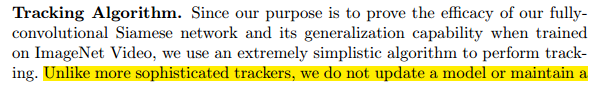 Tracking Algorithm. Since our purpose is to prove the efficacy of our fully-
convolutional Siamese network and its generalization capability when trained
on ImageNet Video, we use an extremely simplistic algorithm to perform track-
ing. Unlike more sophisticated trackers, we do not update a model or maintain a